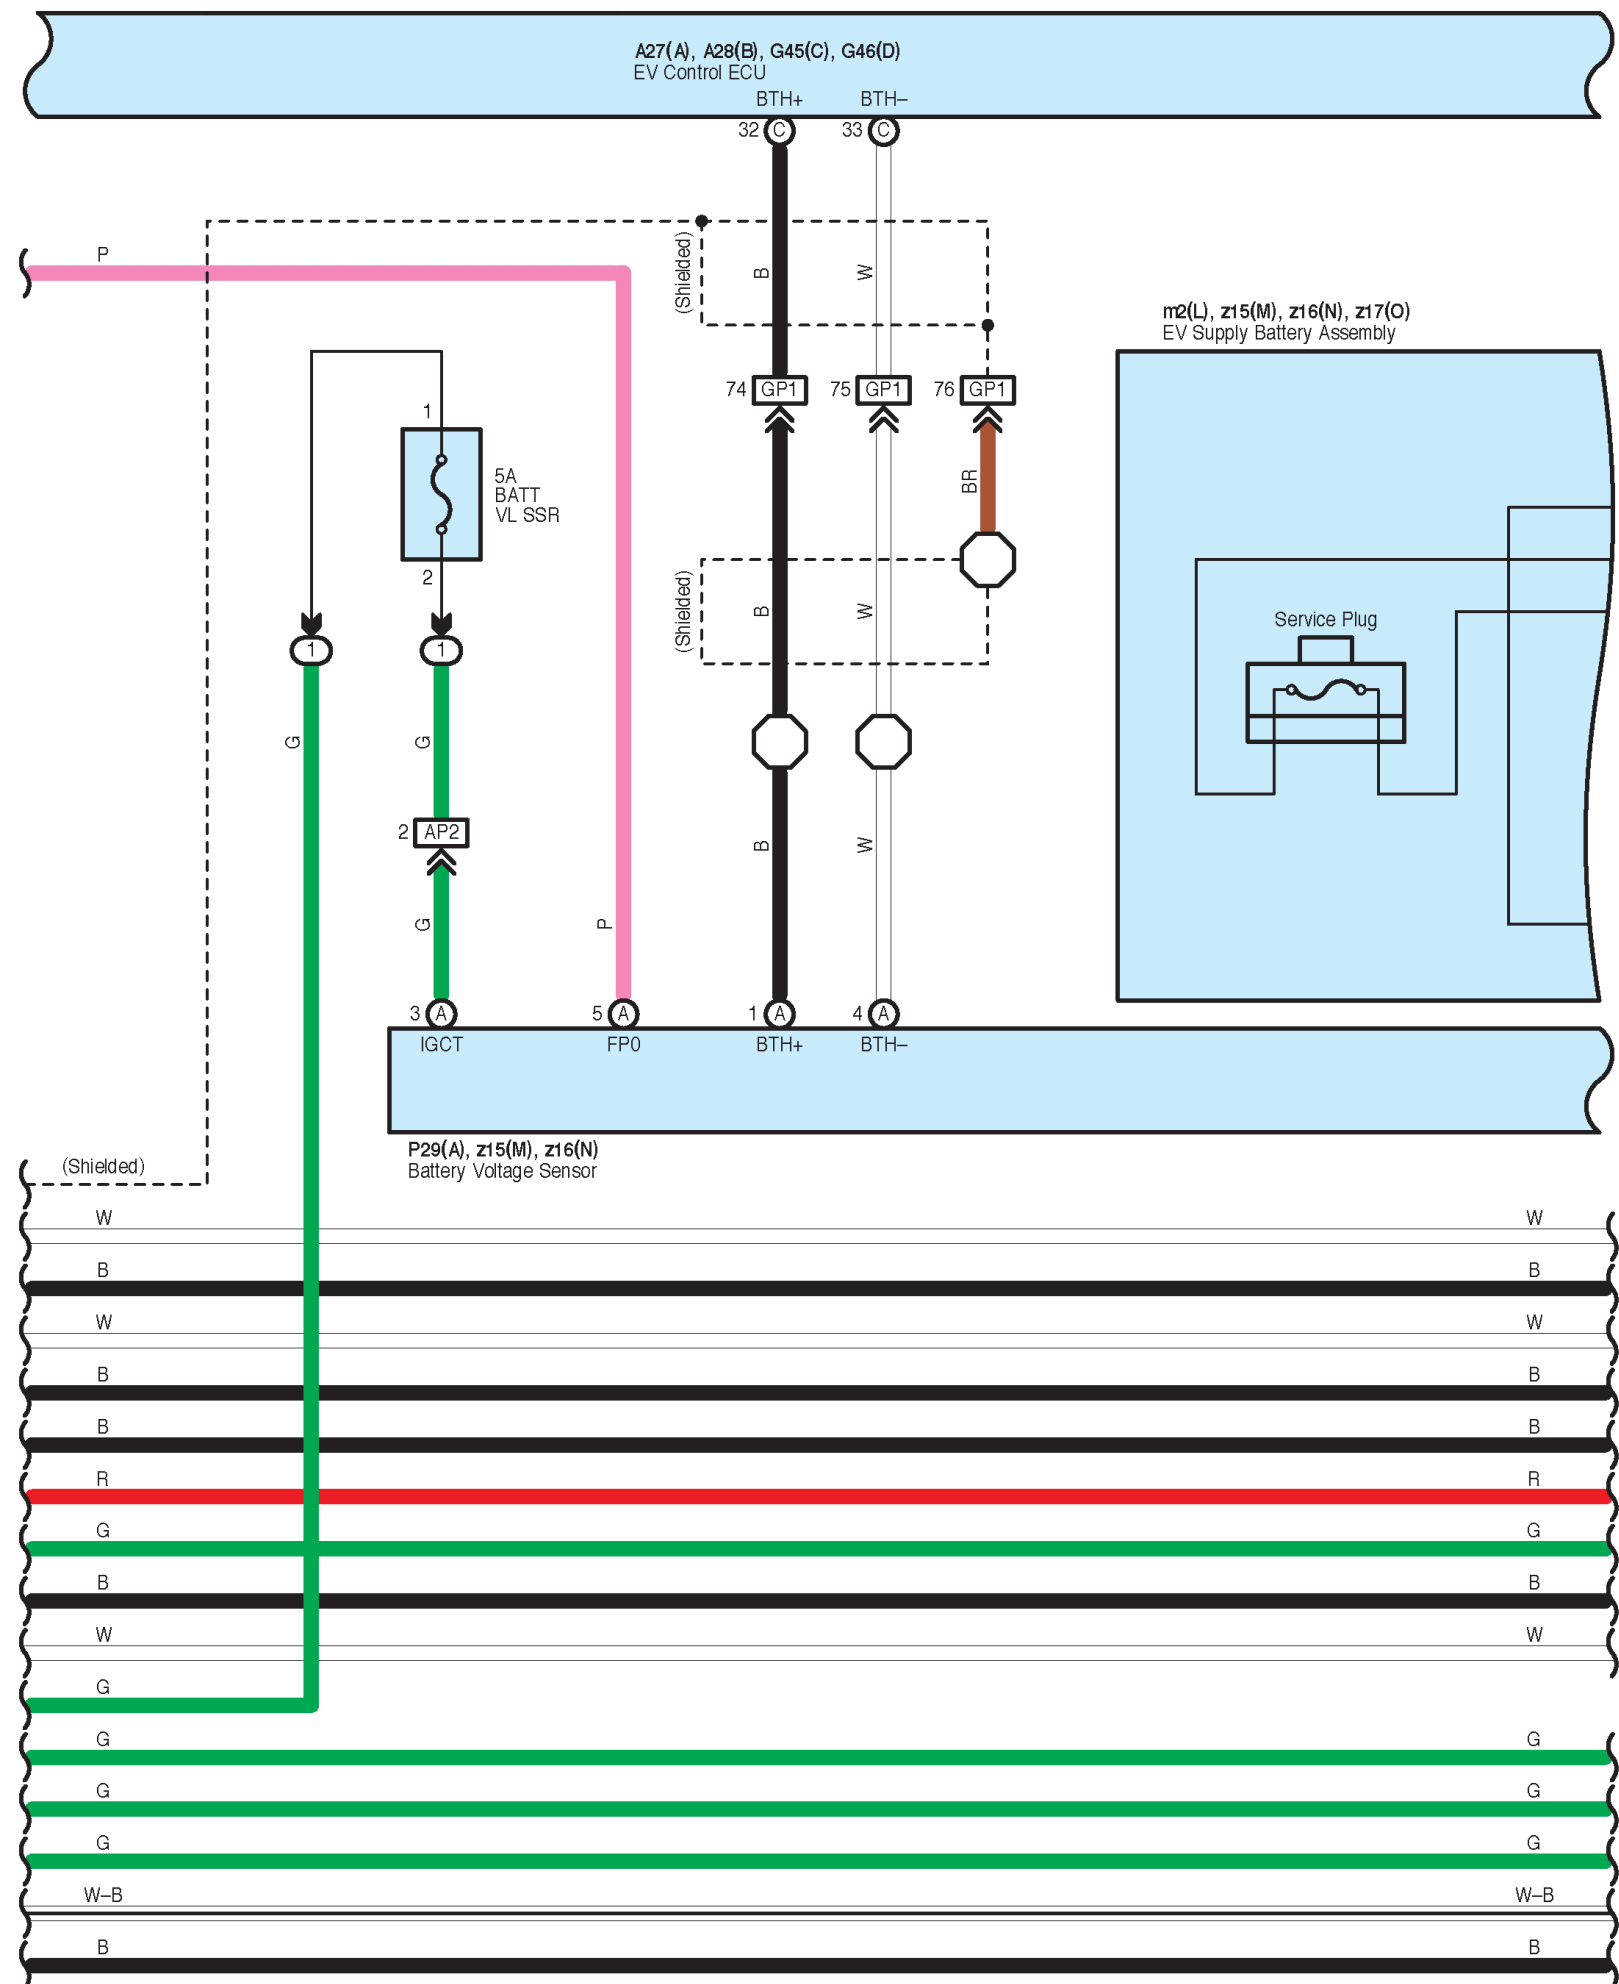 A27(A), A28(B), G45(C), G46(D)
EV Control ECU
BTH+ BTH–
32 C 33 C
P
(Shielded)
B
W
m2(L), z15(M), z16(N), z17(O)
EV Supply Battery Assembly
74 GP1 75 GP1 76 GP1
1
5A
BATT
VL SSR
2
BR
(Shielded)
B
W
Service Plug
1 1
G
G
2 AP2
B
W
G
P
3 A 5 A 1 A 4 A
IGCT FP0 BTH+ BTH–
P29(A), z15(M), z16(N)
Battery Voltage Sensor
(Shielded)
W W
B B
W W
B B
B B
R R
G G
B B
W W
G
G G
G G
G G
W–B W–B
B B